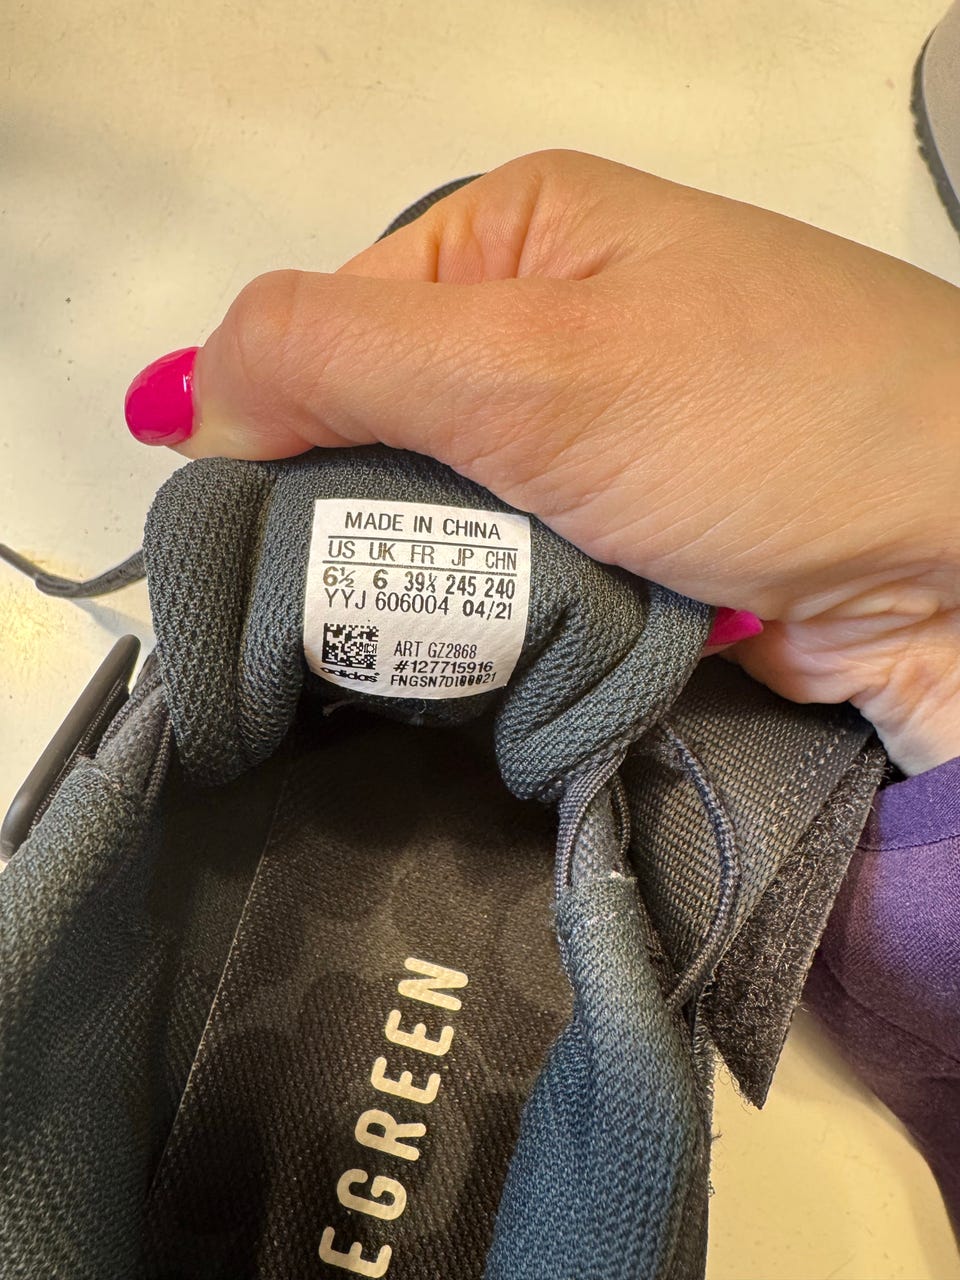 MADE IN CHINA
US UK FR JP CHN
6½ 6 39⅓ 245 240
YYJ 606004 04/21
ART GZ2868
#127715916
adidas
FNGSN7DI00021
EGREEN